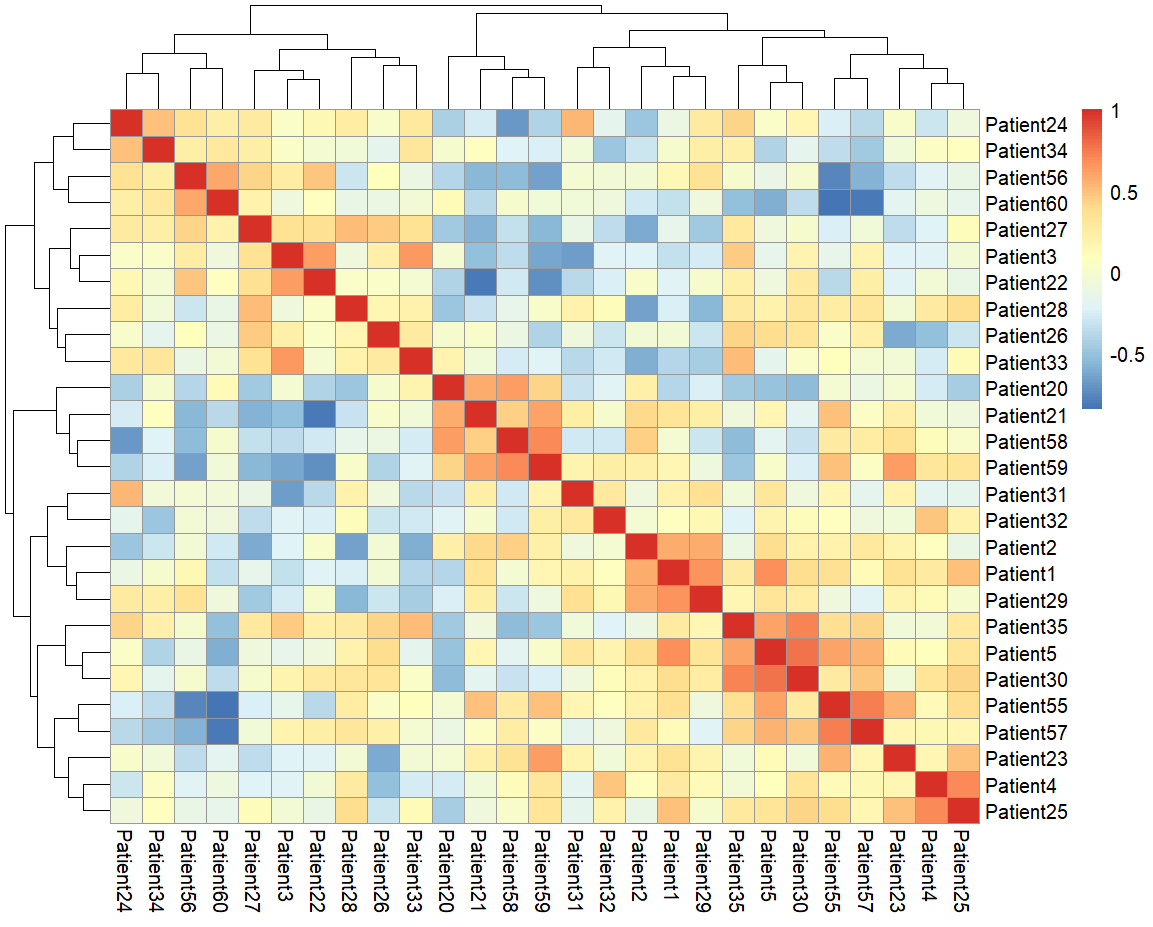 1
0.5
0
-0.5
Patient24
Patient34
Patient56
Patient60
Patient27
Patient3
Patient22
Patient28
Patient26
Patient33
Patient20
Patient21
Patient58
Patient59
Patient31
Patient32
Patient2
Patient1
Patient29
Patient35
Patient5
Patient30
Patient55
Patient57
Patient23
Patient4
Patient25
Patient24
Patient34
Patient56
Patient60
Patient27
Patient3
Patient22
Patient28
Patient26
Patient33
Patient20
Patient21
Patient58
Patient59
Patient31
Patient32
Patient2
Patient1
Patient29
Patient35
Patient5
Patient30
Patient55
Patient57
Patient23
Patient4
Patient25